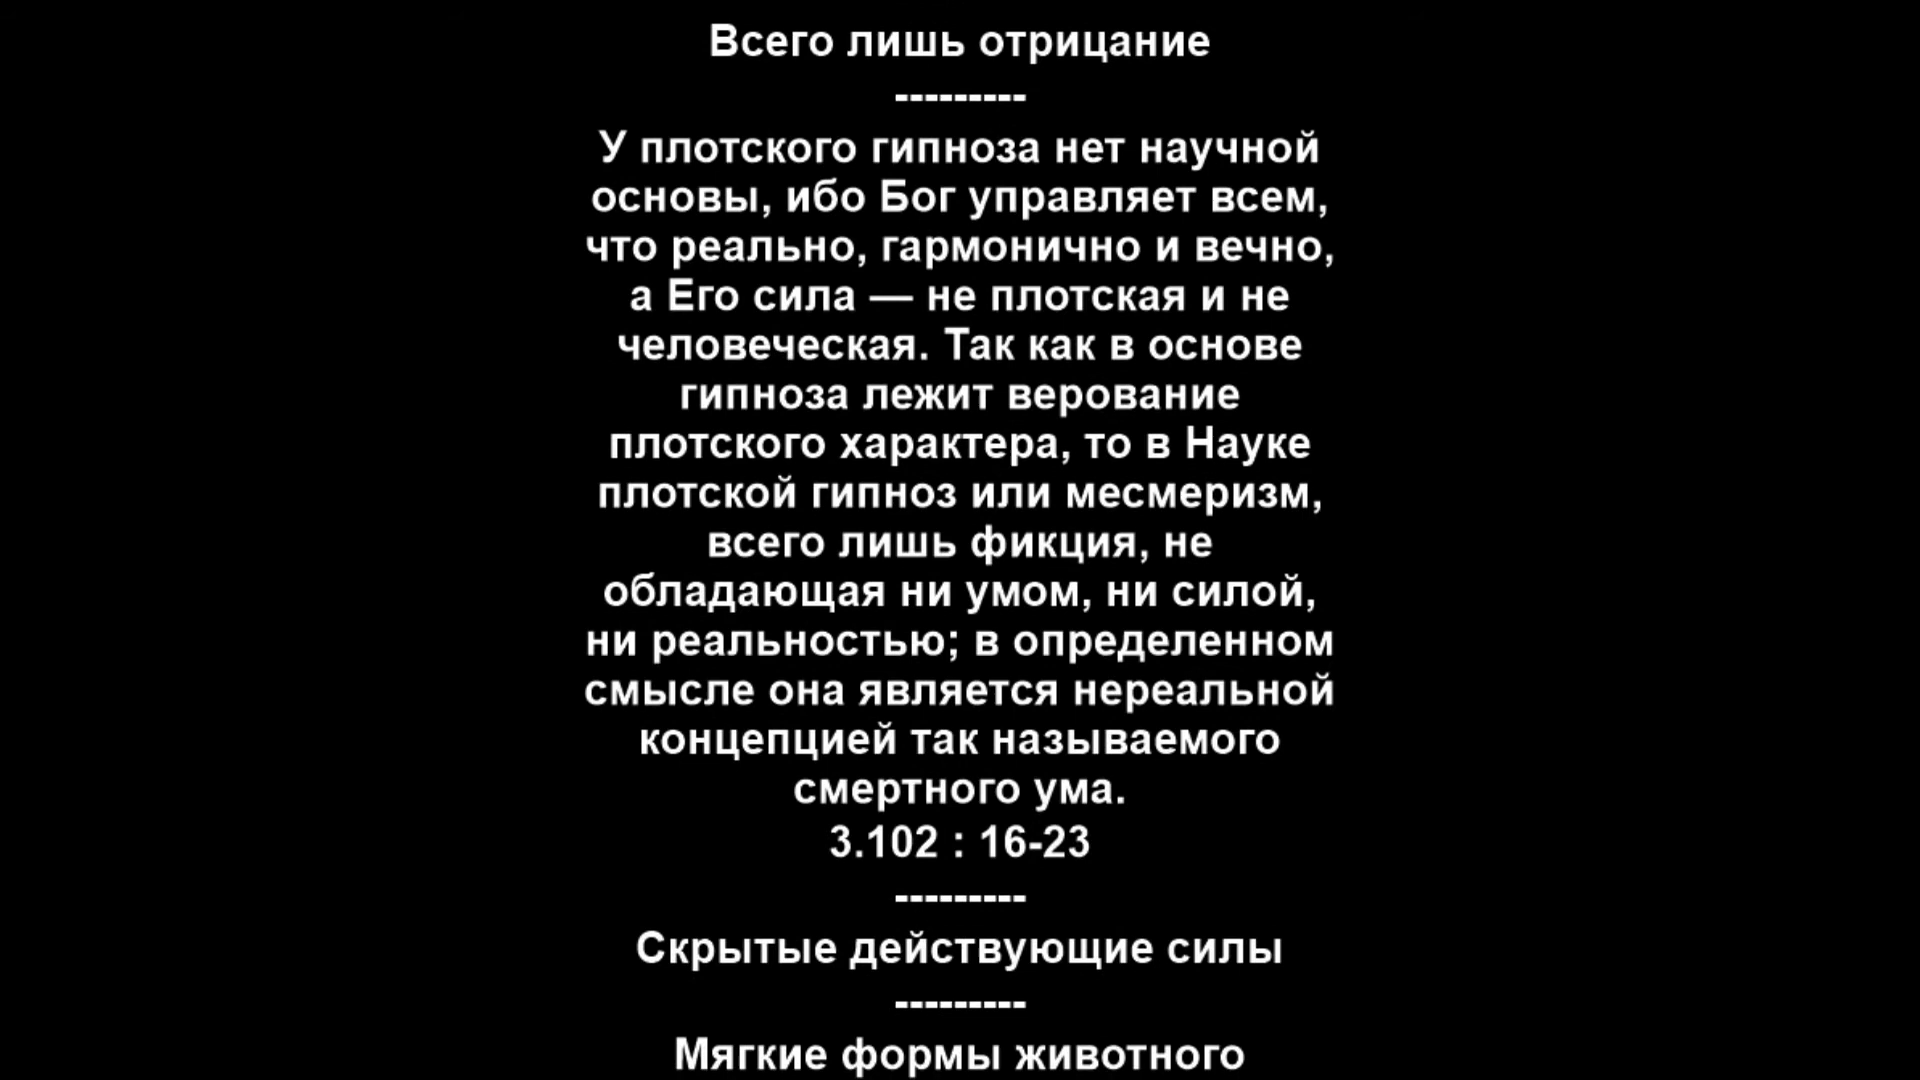 Всего лишь отрицание
---------
У плотского гипноза нет научной
основы, ибо Бог управляет всем,
что реально, гармонично и вечно,
а Его сила — не плотская и не
человеческая. Так как в основе
гипноза лежит верование
плотского характера, то в Науке
плотской гипноз или месмеризм,
всего лишь фикция, не
обладающая ни умом, ни силой,
ни реальностью; в определенном
смысле она является нереальной
концепцией так называемого
смертного ума.
3.102 : 16-23
---------
Скрытые действующие силы
---------
Мягкие формы животного